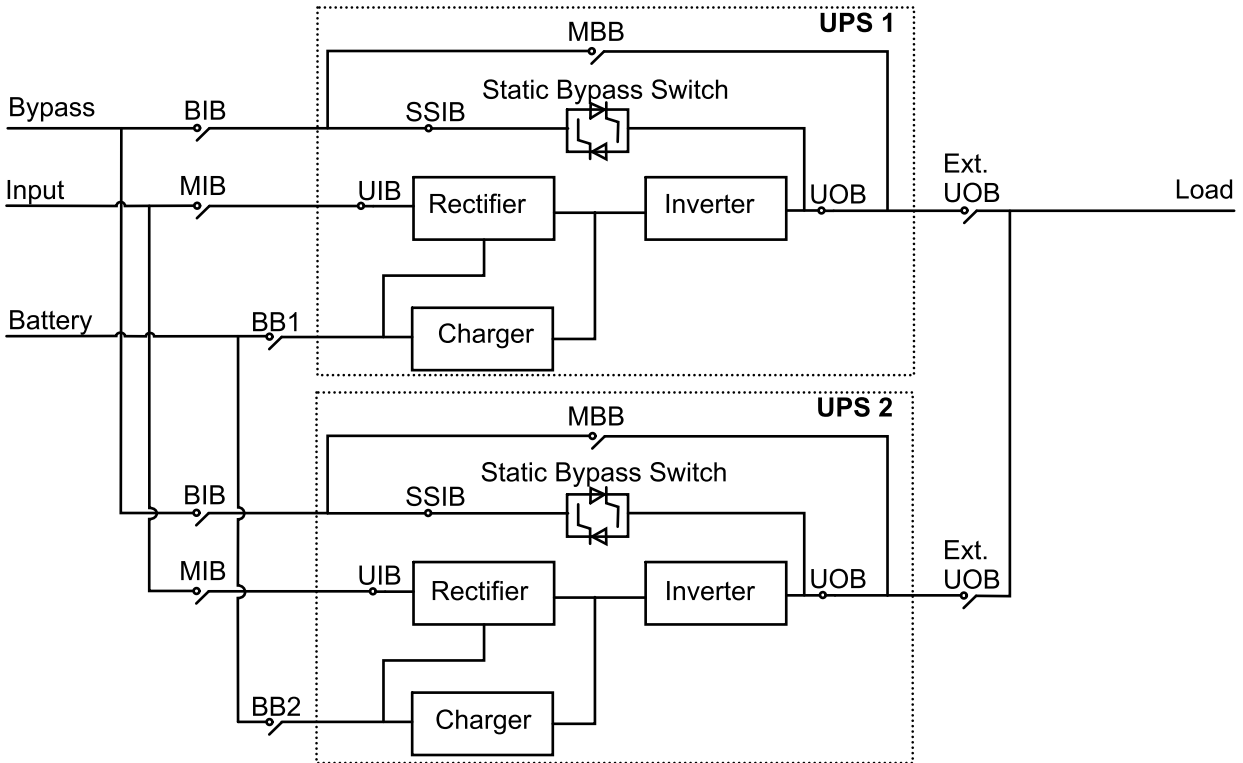 UPS 1
MBB
Static Bypass Switch
Bypass
BIB
SSIB
Ext.
UOB
Input
MIB
UIB
Rectifier
Inverter
UOB
Load
Battery
BB1
Charger
UPS 2
MBB
Static Bypass Switch
BIB
SSIB
Ext.
UOB
MIB
UIB
Rectifier
Inverter
UOB
BB2
Charger